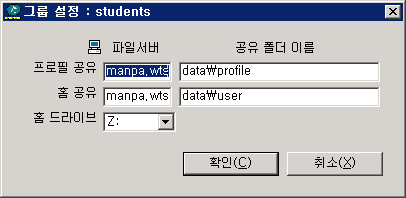 그룹 설정 : students
파일서버 공유 폴더 이름
프로필 공유 manpa.wts data\profile
홈 공유 manpa.wts data\user
홈 드라이브 Z:
확인(C) 취소(X)